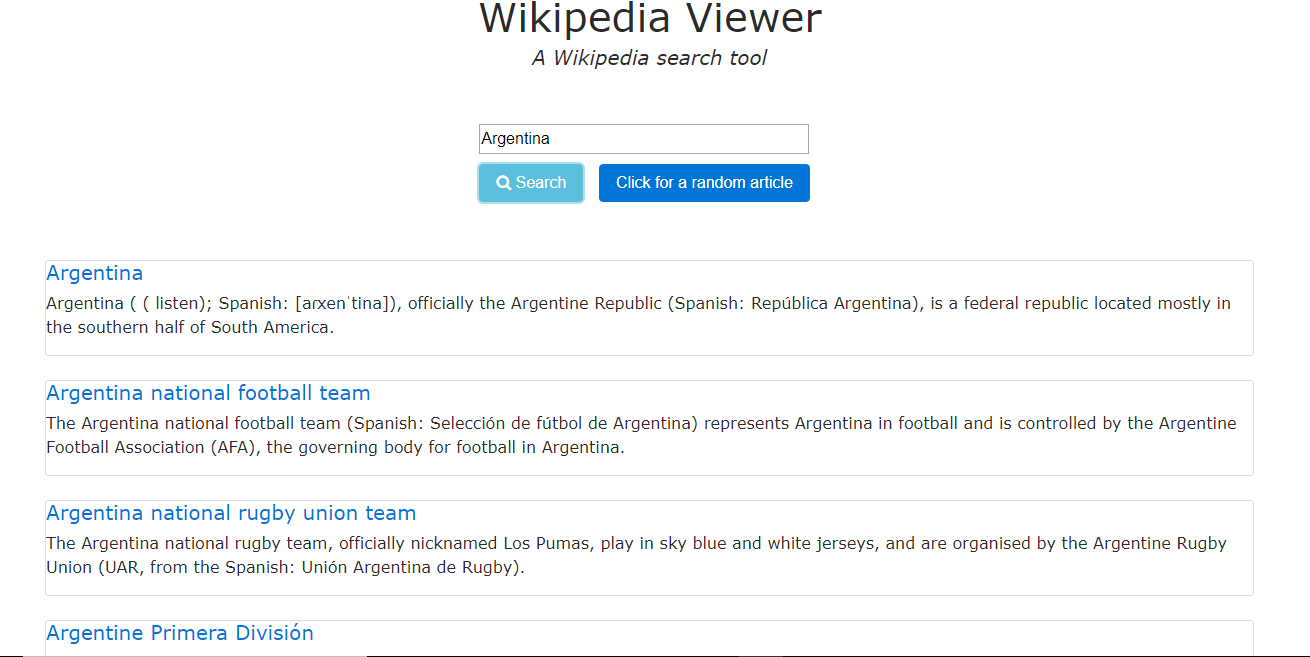 Wikipedia Viewer
A Wikipedia search tool
Argentina
Search
Click for a random article
Argentina
Argentina ( ( listen); Spanish: [aɾxenˈtina]), officially the Argentine Republic (Spanish: República Argentina), is a federal republic located mostly in
the southern half of South America.
Argentina national football team
The Argentina national football team (Spanish: Selección de fútbol de Argentina) represents Argentina in football and is controlled by the Argentine
Football Association (AFA), the governing body for football in Argentina.
Argentina national rugby union team
The Argentina national rugby team, officially nicknamed Los Pumas, play in sky blue and white jerseys, and are organised by the Argentine Rugby
Union (UAR, from the Spanish: Unión Argentina de Rugby).
Argentine Primera División